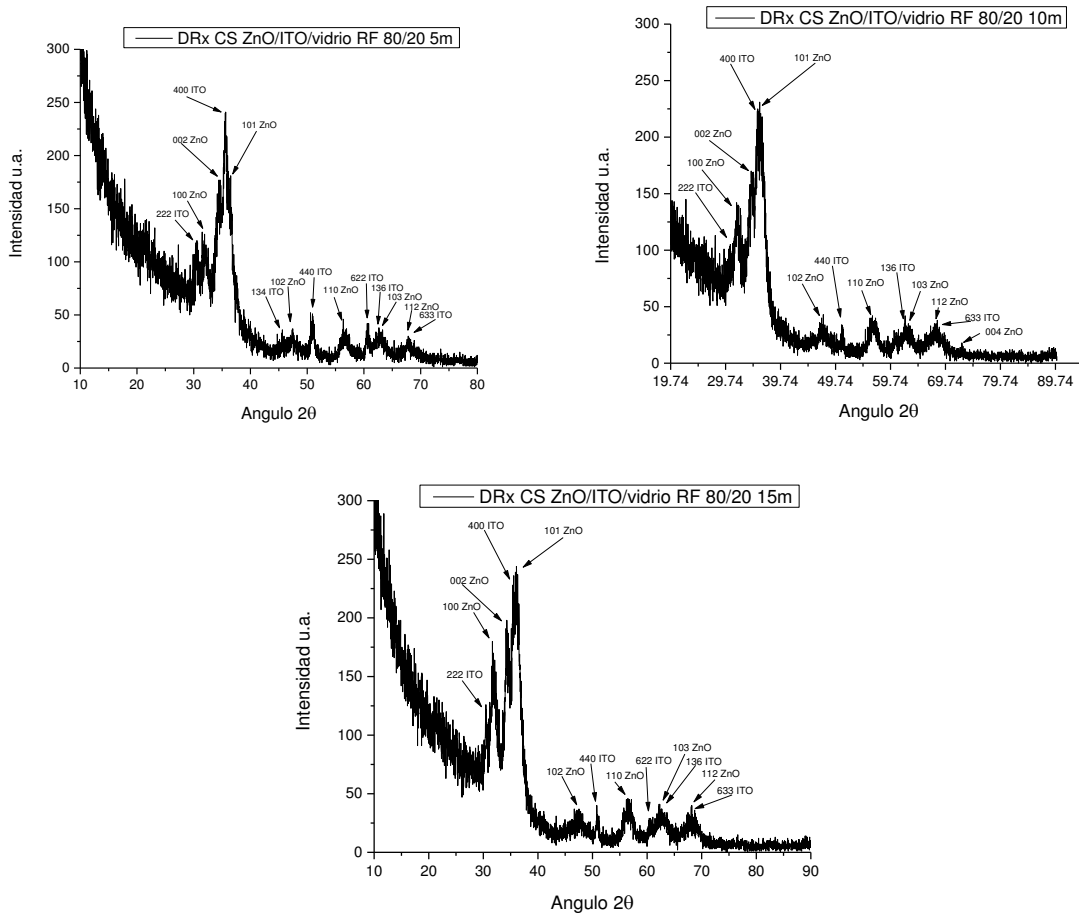 DRx CS ZnO/ITO/vidrio RF 80/20 5m
300
250
200
150
100
50
0
Intensidad u.a.
400 ITO
002 ZnO
101 ZnO
100 ZnO
222 ITO
134 ITO
102 ZnO
440 ITO
110 ZnO
622 ITO
136 ITO
103 ZnO
112 ZnO
633 ITO
10 20 30 40 50 60 70 80
Angulo 2θ
DRx CS ZnO/ITO/vidrio RF 80/20 10m
300
250
200
150
100
50
0
Intensidad u.a.
400 ITO
101 ZnO
002 ZnO
100 ZnO
222 ITO
102 ZnO
440 ITO
110 ZnO
136 ITO
103 ZnO
112 ZnO
633 ITO
004 ZnO
19.74 29.74 39.74 49.74 59.74 69.74 79.74 89.74
Angulo 2θ
DRx CS ZnO/ITO/vidrio RF 80/20 15m
300
250
200
150
100
50
0
Intensidad u.a.
400 ITO
101 ZnO
002 ZnO
100 ZnO
222 ITO
102 ZnO
440 ITO
110 ZnO
622 ITO
103 ZnO
136 ITO
112 ZnO
633 ITO
10 20 30 40 50 60 70 80 90
Angulo 2θ